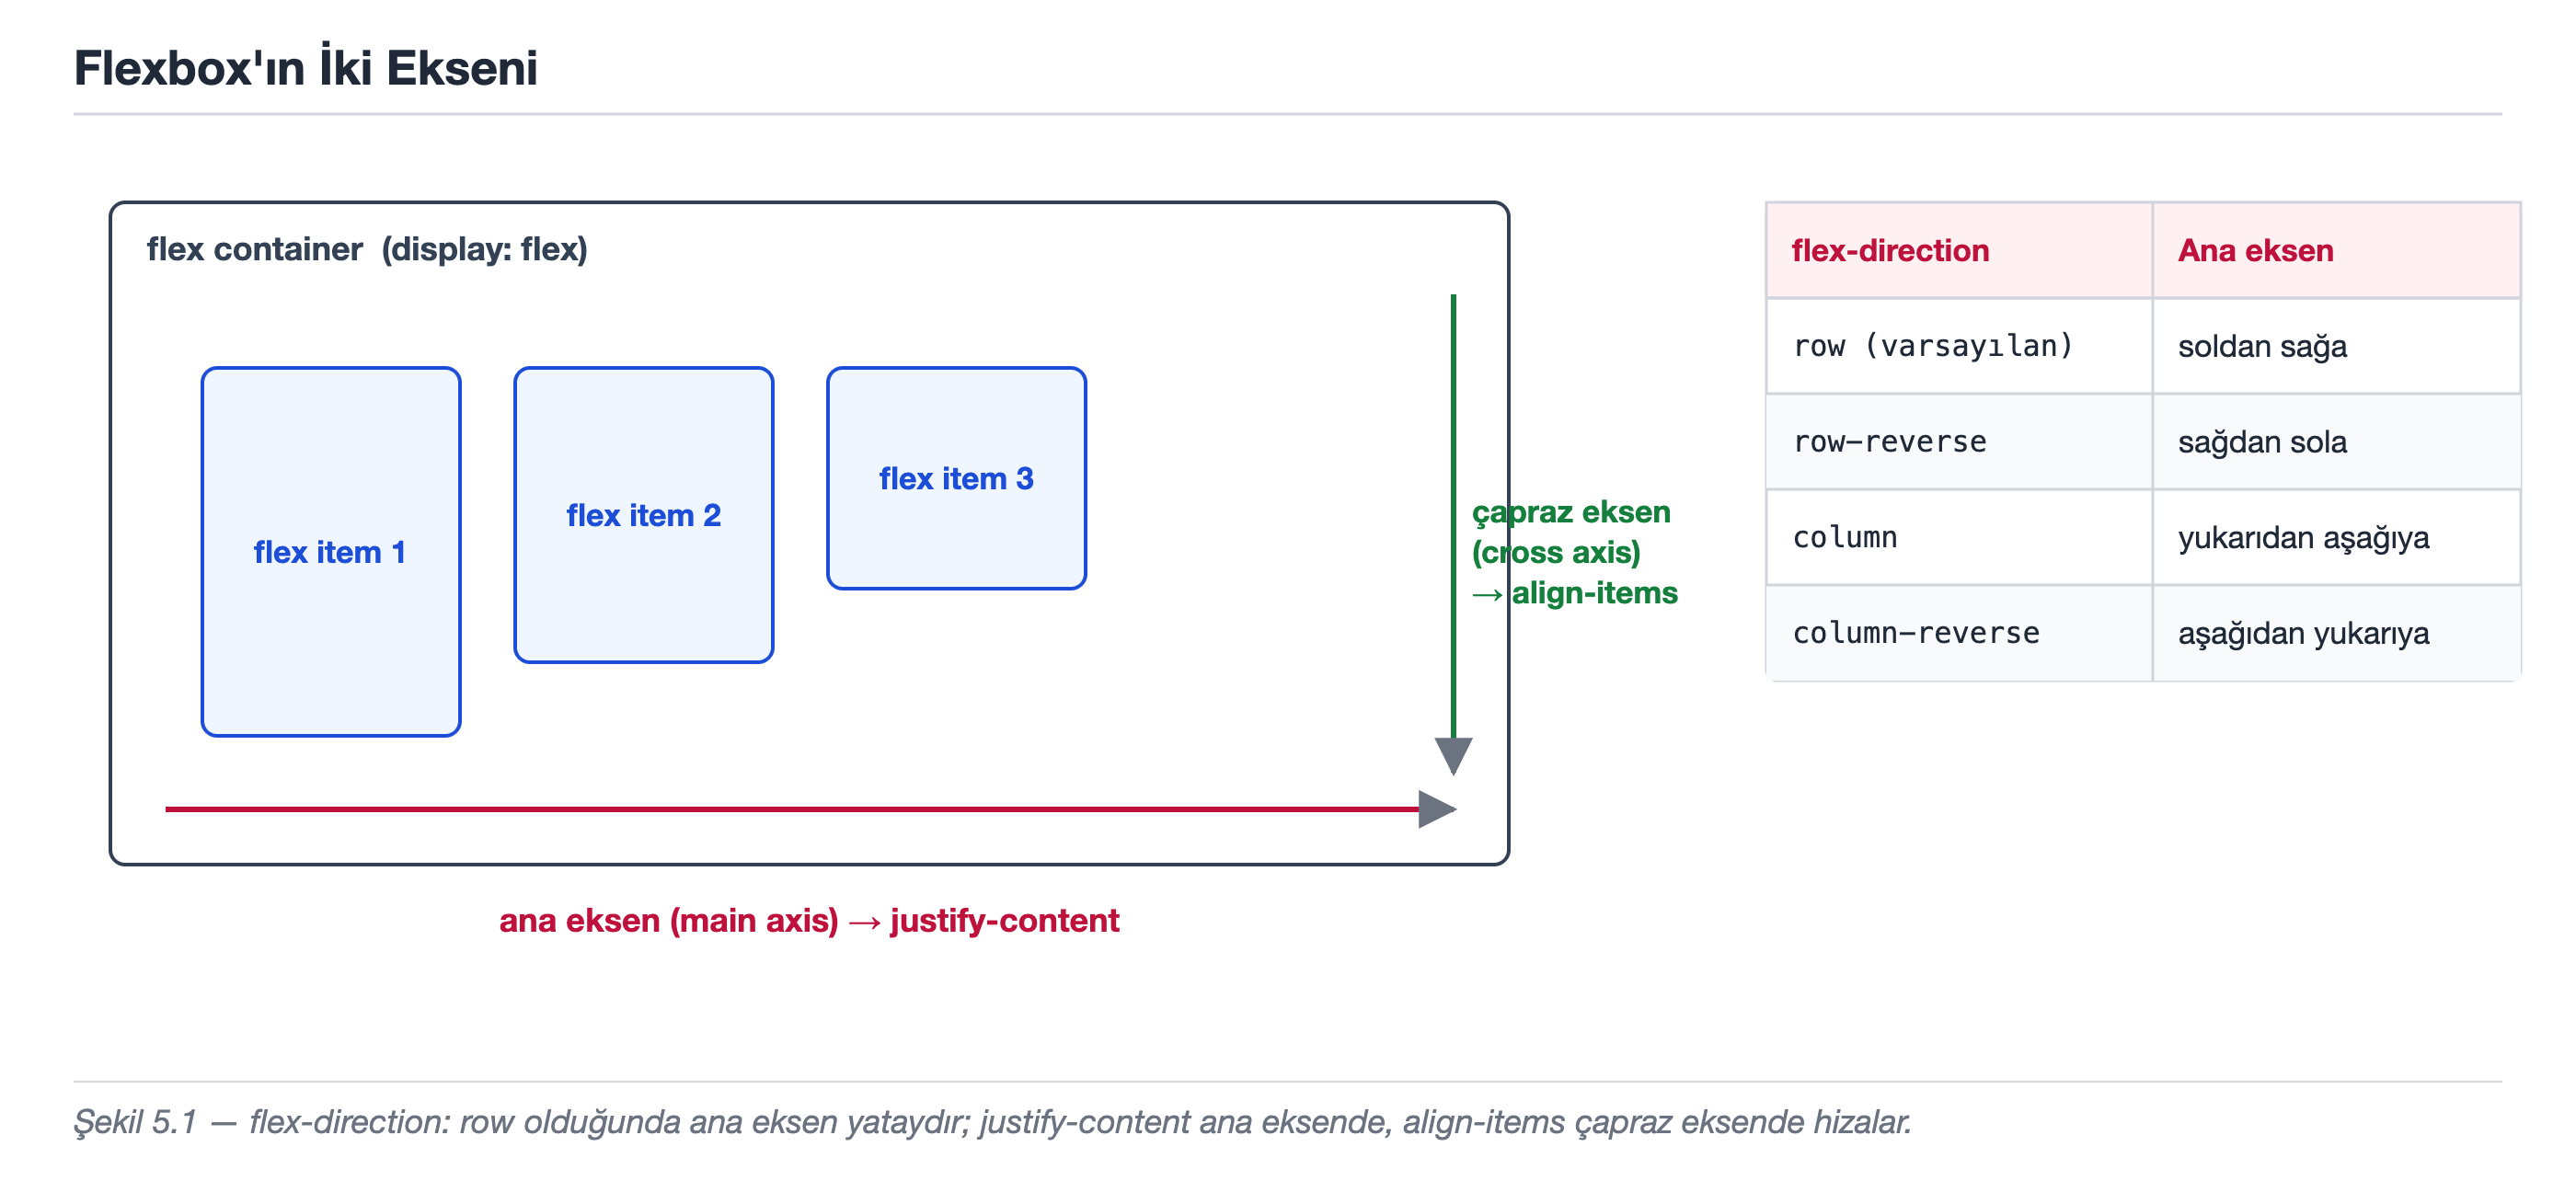 Flexbox'ın İki Ekseni
flex container (display: flex)
flex item 1
flex item 2
flex item 3
çapraz eksen
(cross axis)
→ align-items
ana eksen (main axis) → justify-content
flex-direction Ana eksen
row (varsayılan) soldan sağa
row-reverse sağdan sola
column yukarıdan aşağıya
column-reverse aşağıdan yukarıya
Şekil 5.1 — flex-direction: row olduğunda ana eksen yataydır; justify-content ana eksende, align-items çapraz eksende hizalar.